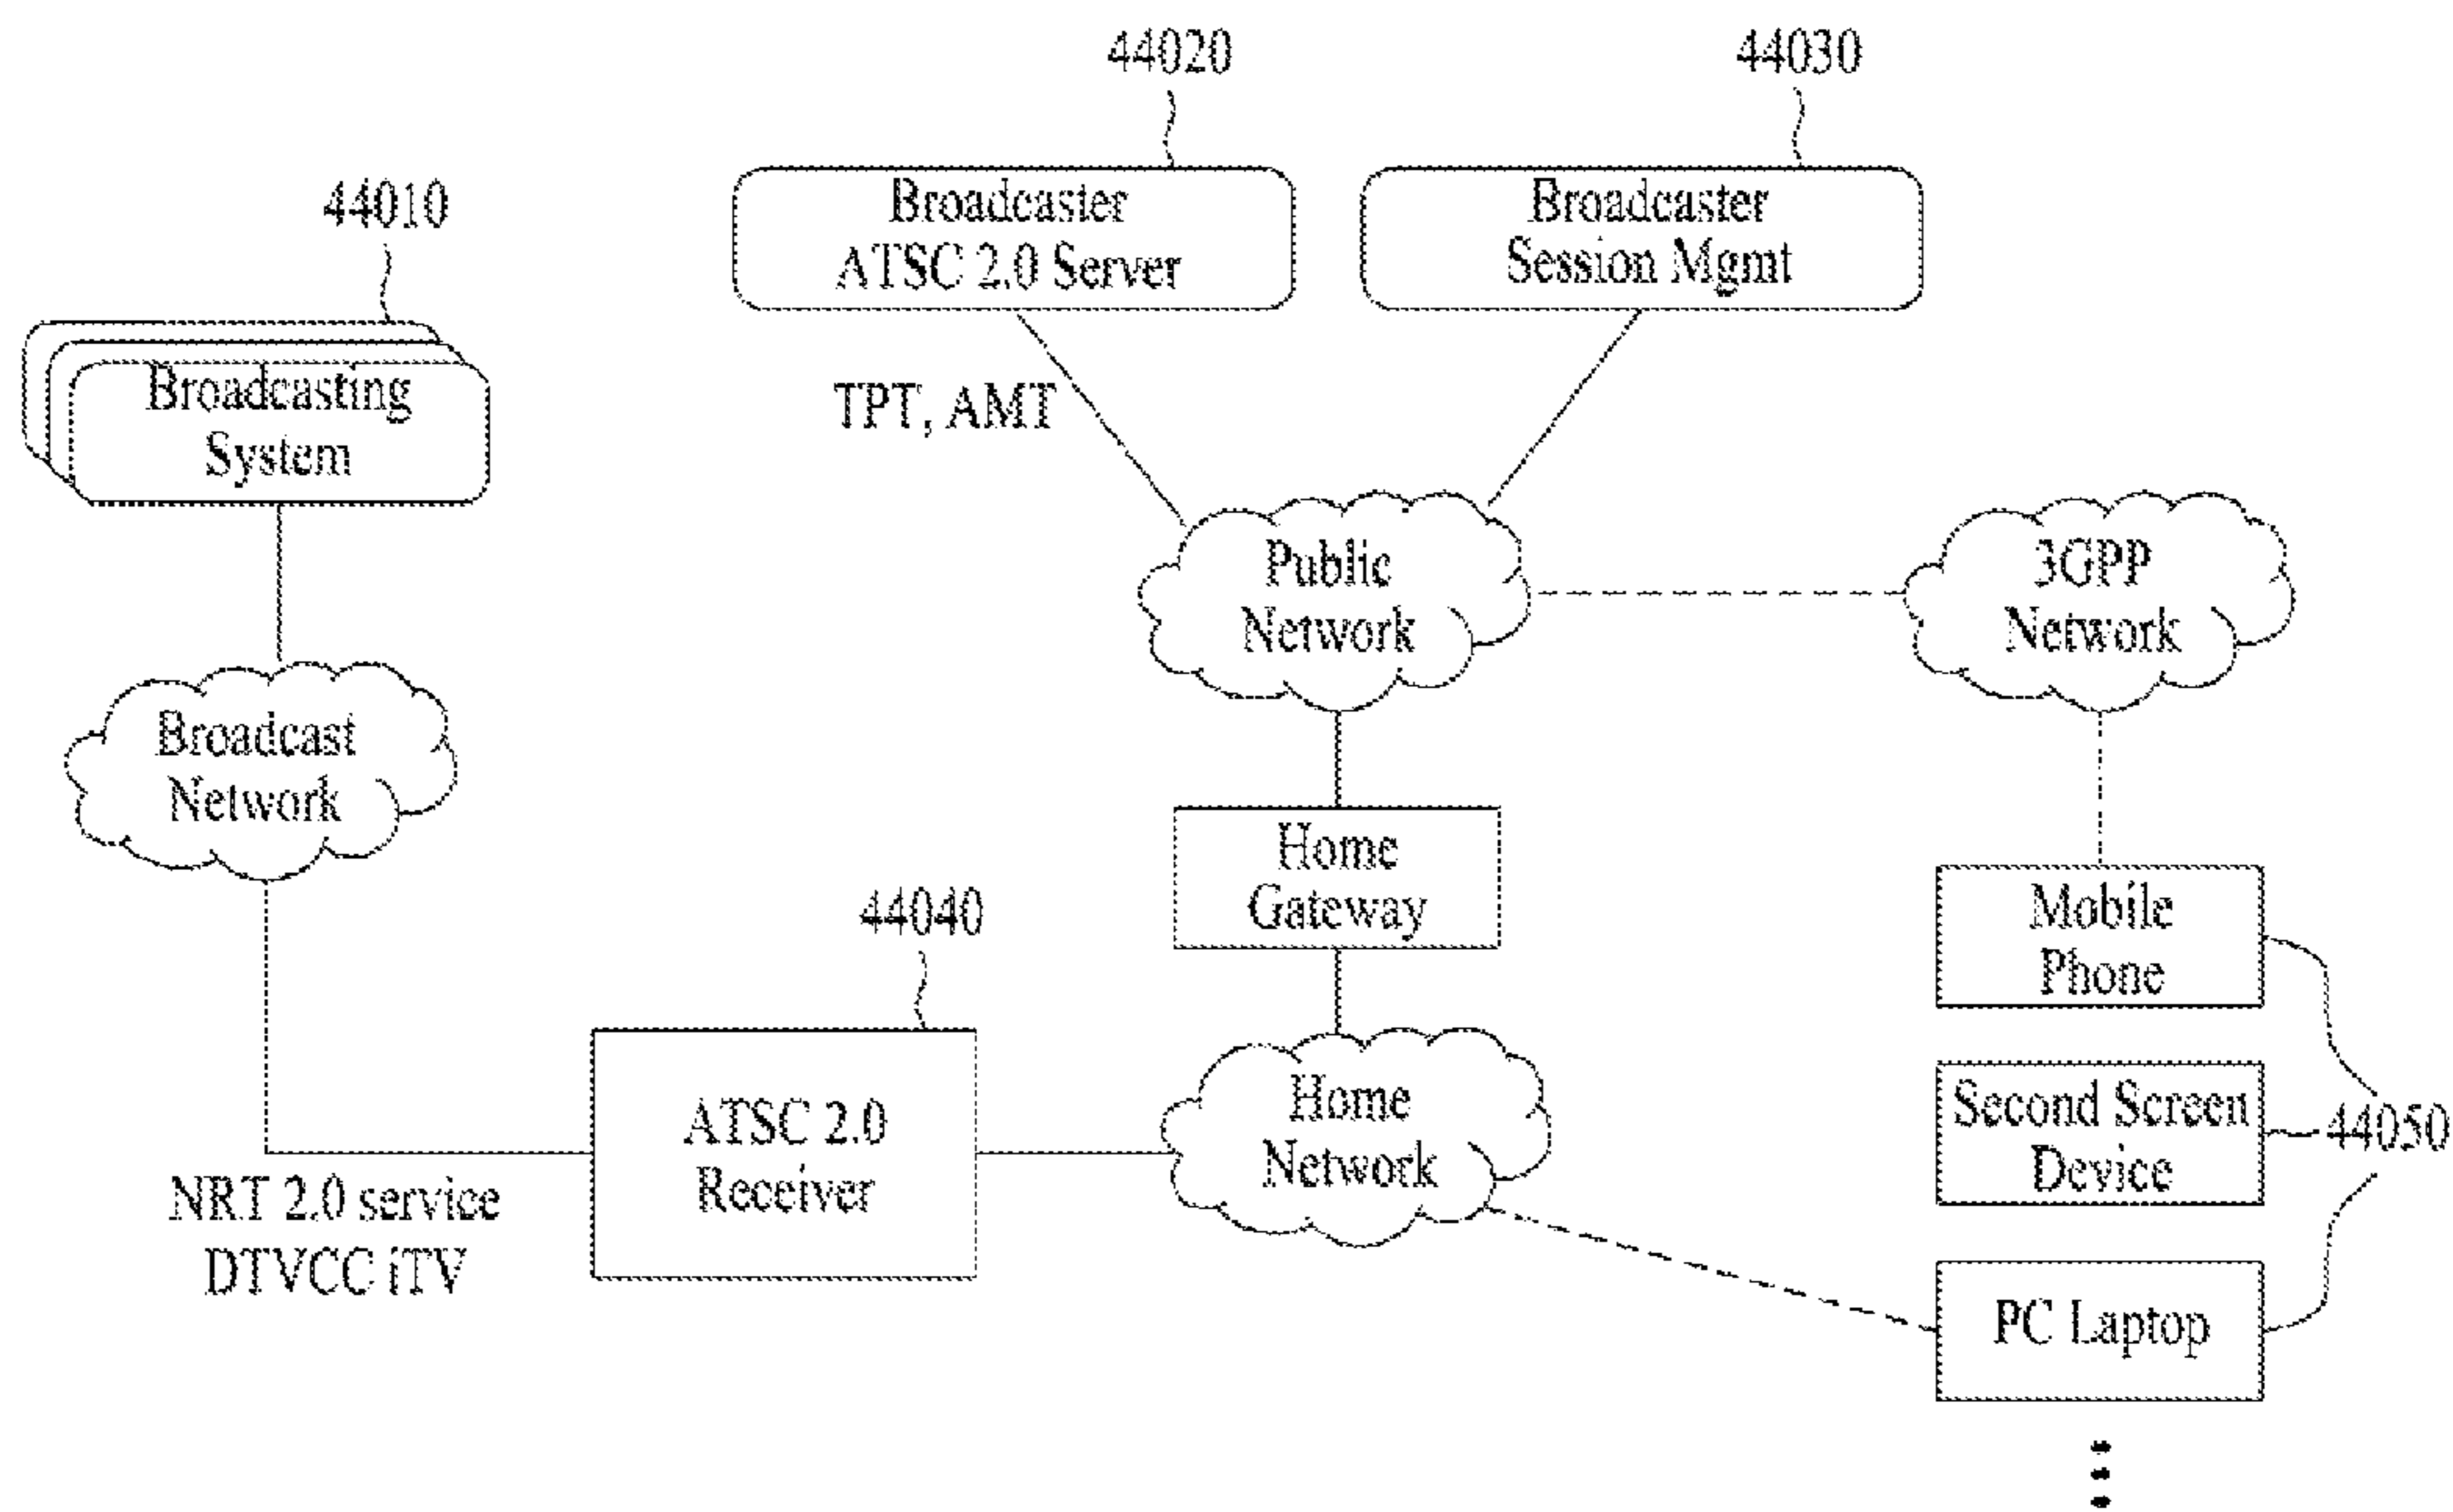 44020
44030
44010
Broadcaster
ATSC 2.0 Server
Broadcaster
Session Mgmt
Broadcasting
System
TPT, AMT
Public
Network
3GPP
Network
Broadcast
Network
Home
Gateway
44040
Mobile
Phone
ATSC 2.0
Receiver
Home
Network
Second Screen
Device
44050
NRT 2.0 service
DTVCC iTV
PC Laptop